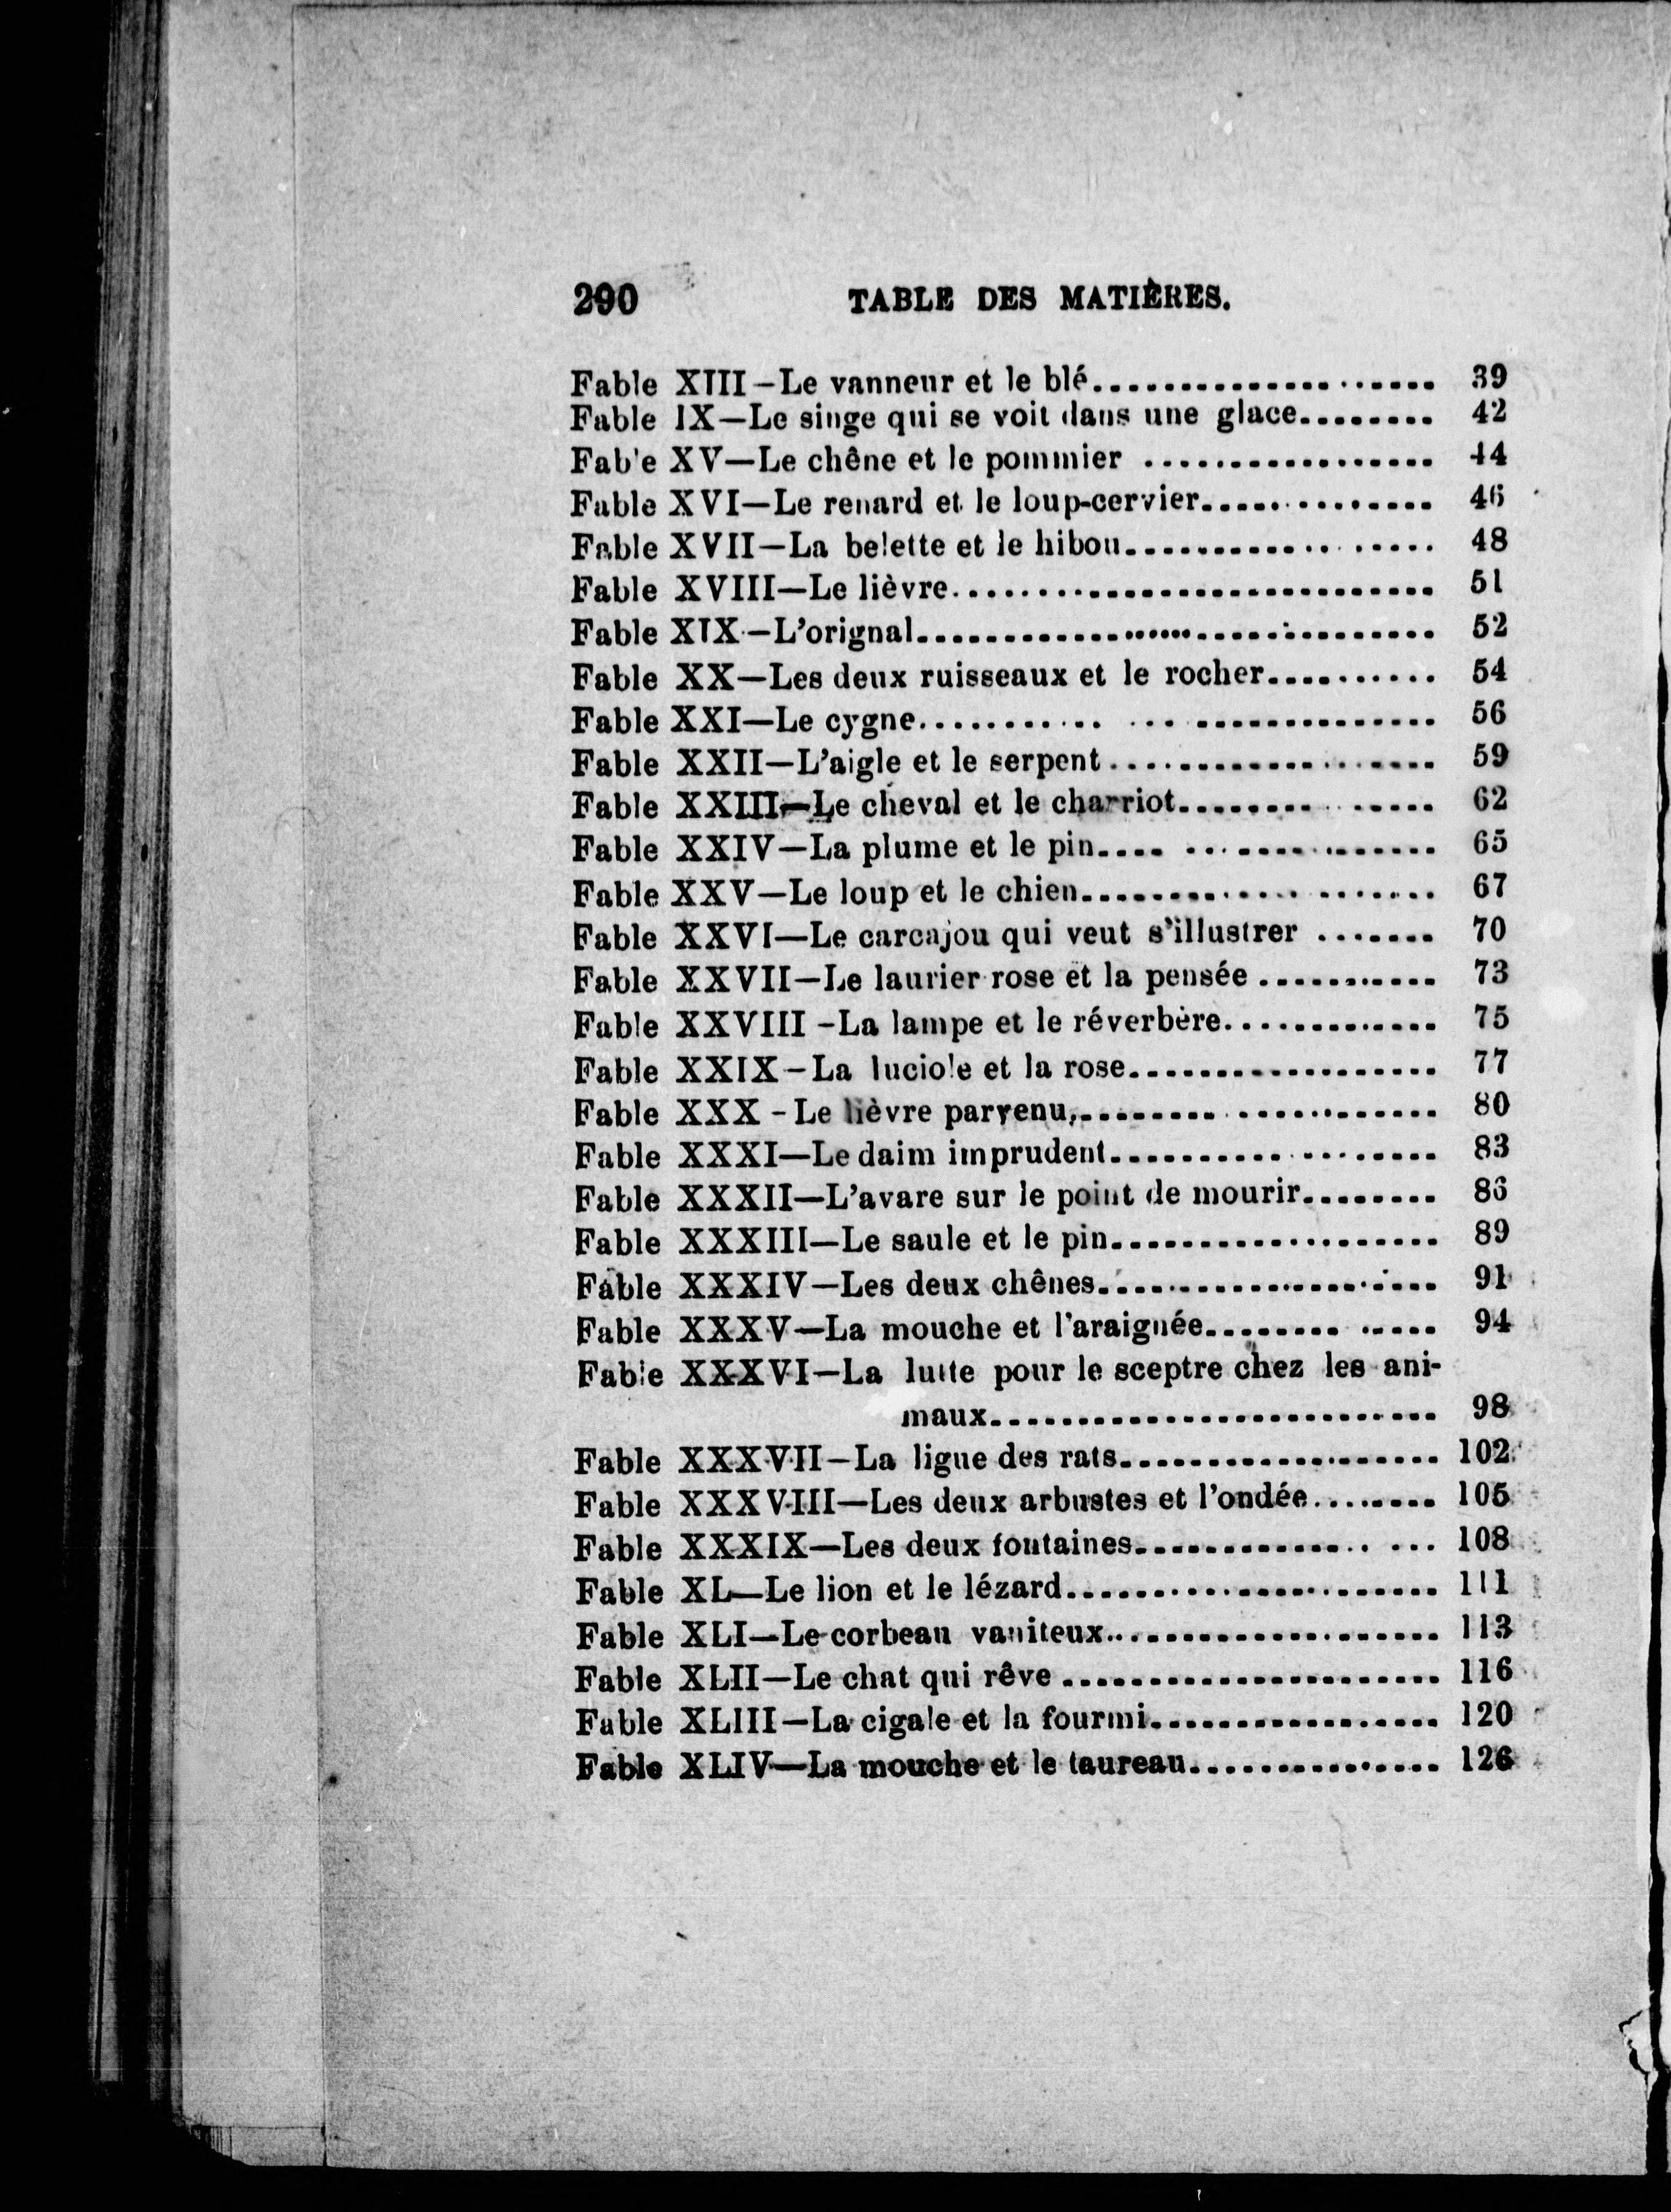 290 TABLE DES MATIÈRES.
Fable XIII—Le vanneur et le blé.................... 39
Fable IX—Le singe qui se voit dans une glace........ 42
Fable XV—Le chêne et le pommier ................. 44
Fable XVI—Le renard et le loup-cervier.............. 46
Fable XVII—La belette et le hibou.................. 48
Fable XVIII—Le lièvre............................ 51
Fable XIX—L'orignal.............................. 52
Fable XX—Les deux ruisseaux et le rocher.......... 54
Fable XXI—Le cygne............................ 56
Fable XXII—L'aigle et le serpent................... 59
Fable XXIII—Le cheval et le charriot.............. 62
Fable XXIV—La plume et le pin.................. 65
Fable XXV—Le loup et le chien.................... 67
Fable XXVI—Le carcajou qui veut s'illustrer ....... 70
Fable XXVII—Le laurier rose et la pensée ........... 73
Fable XXVIII—La lampe et le réverbère............. 75
Fable XXIX—La luciole et la rose.................. 77
Fable XXX—Le lièvre parvenu,.................... 80
Fable XXXI—Le daim imprudent................... 83
Fable XXXII—L'avare sur le point de mourir........ 86
Fable XXXIII—Le saule et le pin................... 89
Fable XXXIV—Les deux chênes.................... 91
Fable XXXV—La mouche et l'araignée............. 94
Fable XXXVI—La lutte pour le sceptre chez les ani-
maux.......................... 98
Fable XXXVII—La ligue des rats................... 102
Fable XXXVIII—Les deux arbustes et l'ondée........ 105
Fable XXXIX—Les deux fontaines................. 108
Fable XL—Le lion et le lézard...................... 111
Fable XLI—Le corbeau vaniteux................... 113
Fable XLII—Le chat qui rêve ...................... 116
Fable XLIII—La cigale et la fourmi................. 120
Fable XLIV—La mouche et le taureau............... 126